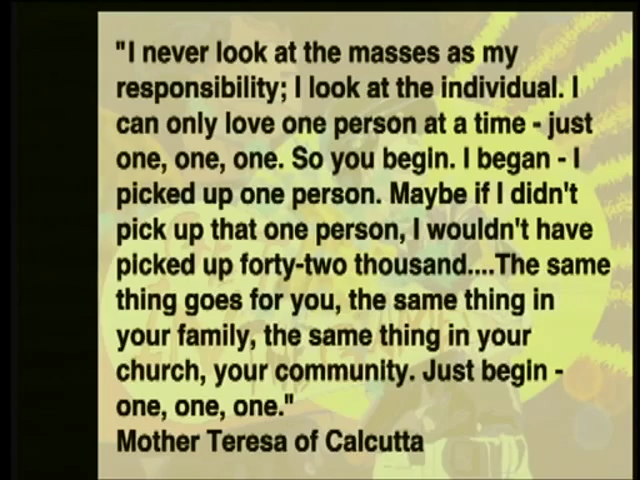 "I never look at the masses as my
responsibility; I look at the individual. I
can only love one person at a time - just
one, one, one. So you begin. I began - I
picked up one person. Maybe if I didn't
pick up that one person, I wouldn't have
picked up forty-two thousand....The same
thing goes for you, the same thing in
your family, the same thing in your
church, your community. Just begin -
one, one, one."
Mother Teresa of Calcutta